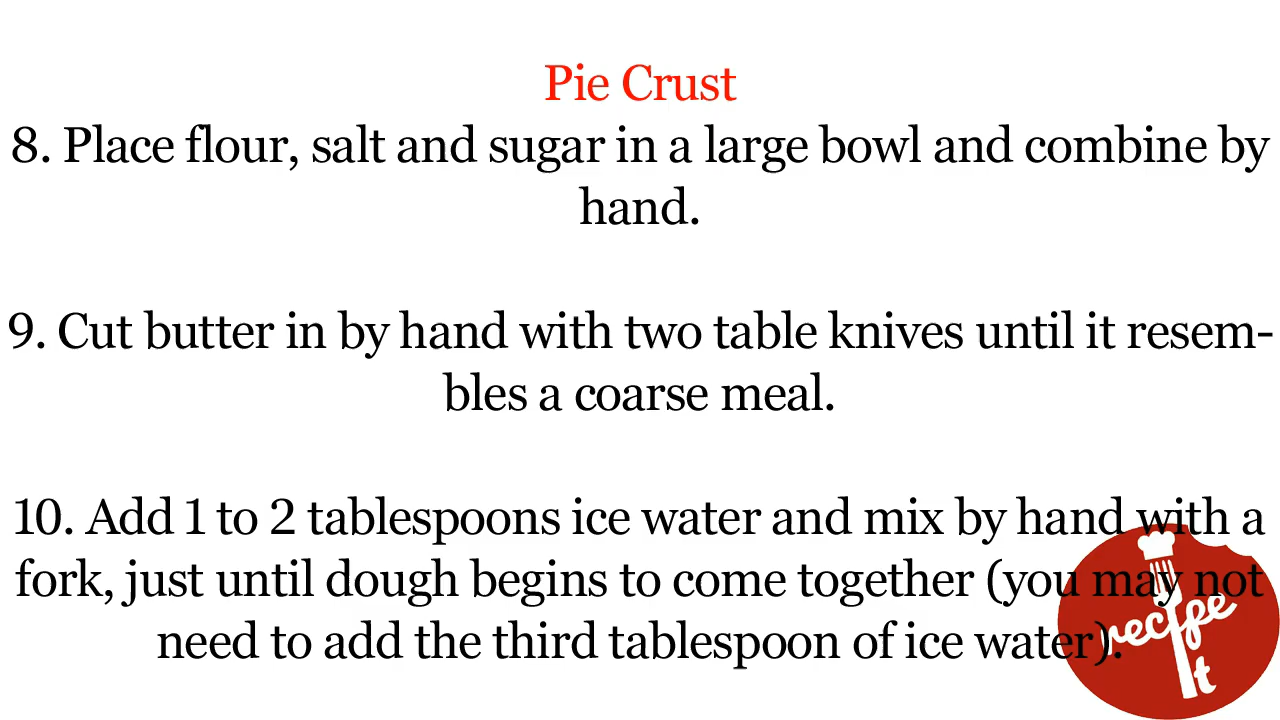 Pie Crust
8. Place flour, salt and sugar in a large bowl and combine by
hand.
9. Cut butter in by hand with two table knives until it resem-
bles a coarse meal.
10. Add 1 to 2 tablespoons ice water and mix by hand with a
fork, just until dough begins to come together (you may not
need to add the third tablespoon of ice water).
recipe
It